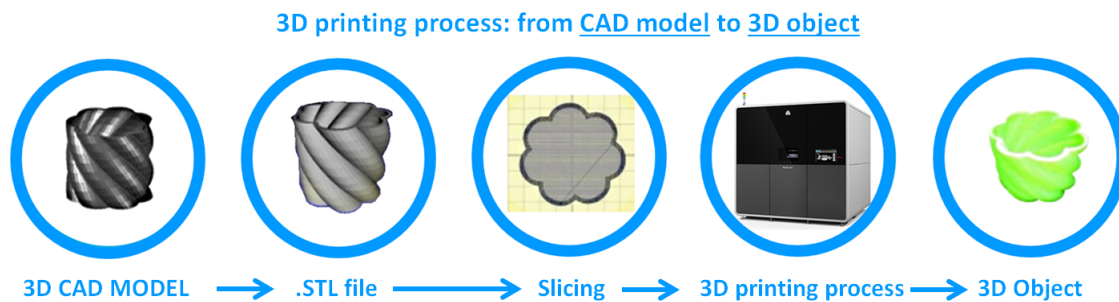 3D printing process: from CAD model to 3D object
3D CAD MODEL
.STL file
Slicing
3D printing process
3D Object